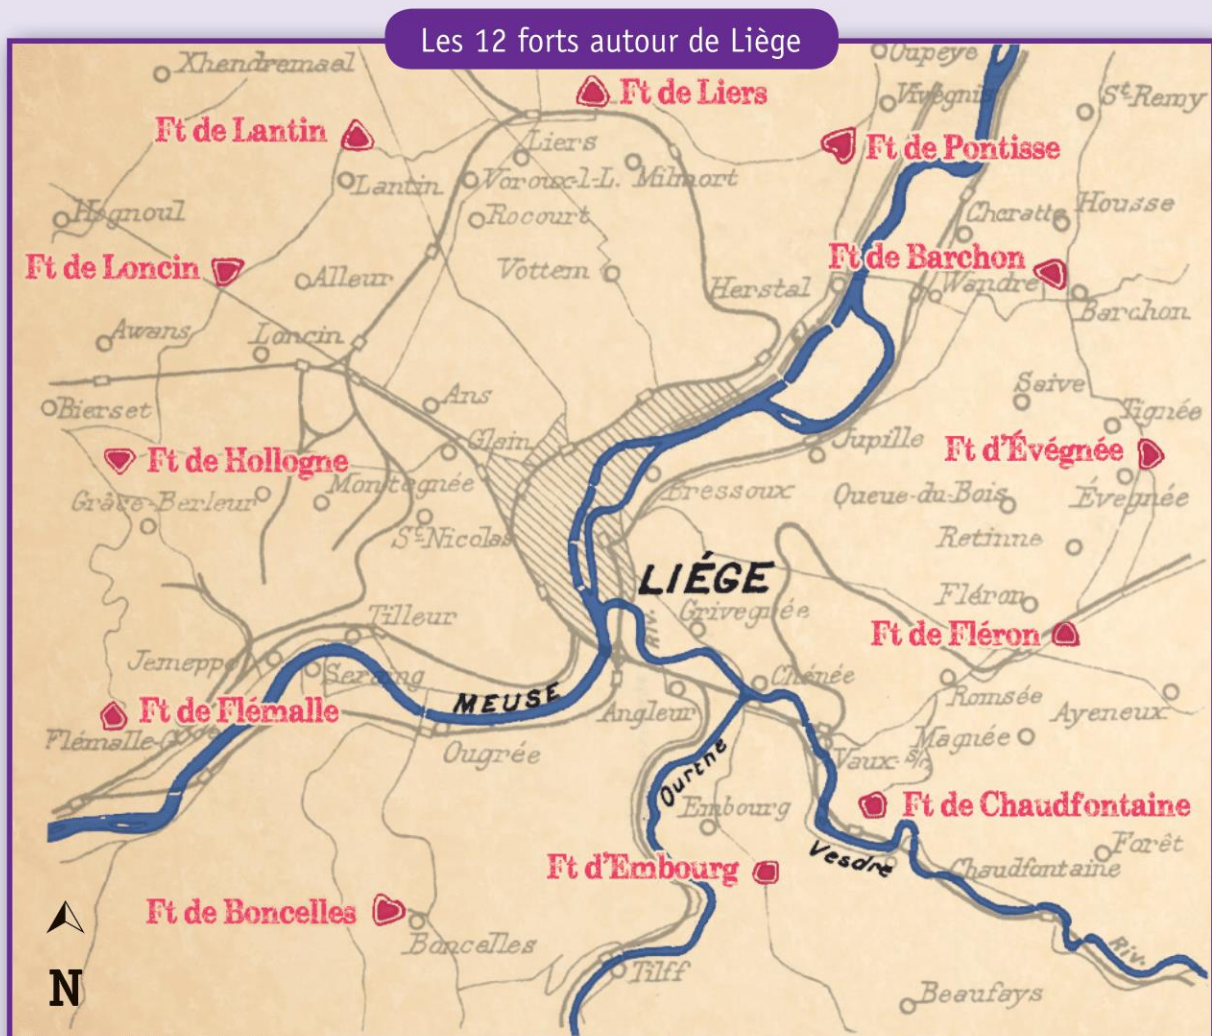 Les 12 forts autour de Liège
Oupeye
Xhendremael
Ft de Liers
Vivegnis
St-Remy
Ft de Lantin
Liers
Ft de Pontisse
Lantin
Voroux-l-L.
Milmort
Hognoul
Rocourt
Cheratte
Housse
Ft de Loncin
Alleur
Vottem
Herstal
Ft de Barchon
Wandre
Barchon
Awans
Loncin
Bierset
Ans
Saive
Tignée
Glain
Jupille
Ft d'Évégnée
Ft de Hollogne
Montegnée
Bressoux
Queue-du-Bois
Évegnée
Grâce-Berleur
St-Nicolas
Retinne
LIÉGE
Fléron
Tilleur
Grivegnée
Ft de Fléron
Jemeppe
Seraing
MEUSE
Angleur
Chênée
Romsée
Ayeneux
Ft de Flémalle
Flémalle-
Ougrée
Magnée
Vaux-s/
Ourthe
Embourg
Ft de Chaudfontaine
Vesdre
Forêt
Ft d'Embourg
Chaudfontaine
Ft de Boncelles
Boncelles
Riv.
N
Tilff
Beaufays